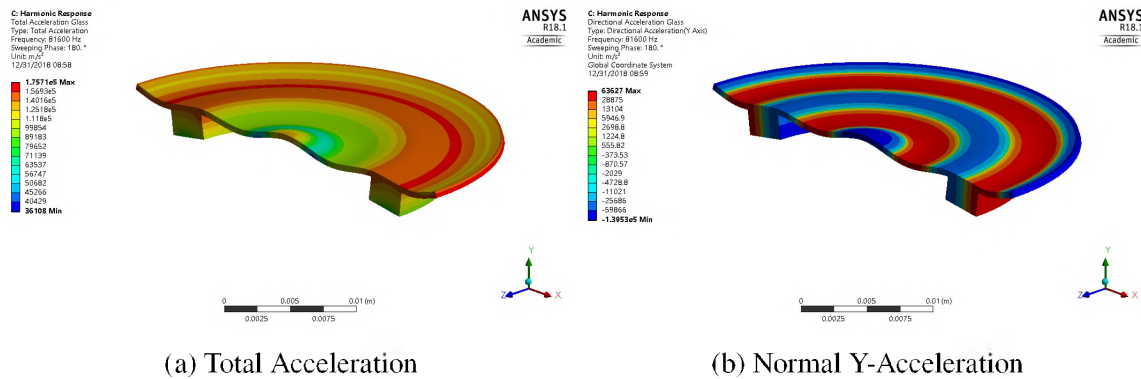 C: Harmonic Response
Total Acceleration Glass
Type: Total Acceleration
Frequency: 81600 Hz
Sweeping Phase: 180. °
Unit: m/s²
12/31/2018 08:58
1.7571e5 Max
1.5693e5
1.4016e5
1.2518e5
1.118e5
99854
89183
79652
71139
63537
56747
50682
45266
40429
36108 Min
ANSYS
R18.1
Academic
0 0.005 0.01 (m)
0.0025 0.0075
Y
Z X
(a) Total Acceleration
C: Harmonic Response
Directional Acceleration Glass
Type: Directional Acceleration(Y Axis)
Frequency: 81600 Hz
Sweeping Phase: 180. °
Unit: m/s²
Global Coordinate System
12/31/2018 08:59
63627 Max
28875
13104
5946.9
2698.8
1224.8
555.82
-373.53
-870.57
-2029
-4728.8
-11021
-25686
-59866
-1.3953e5 Min
ANSYS
R18.1
Academic
0 0.005 0.01 (m)
0.0025 0.0075
Y
Z X
(b) Normal Y-Acceleration